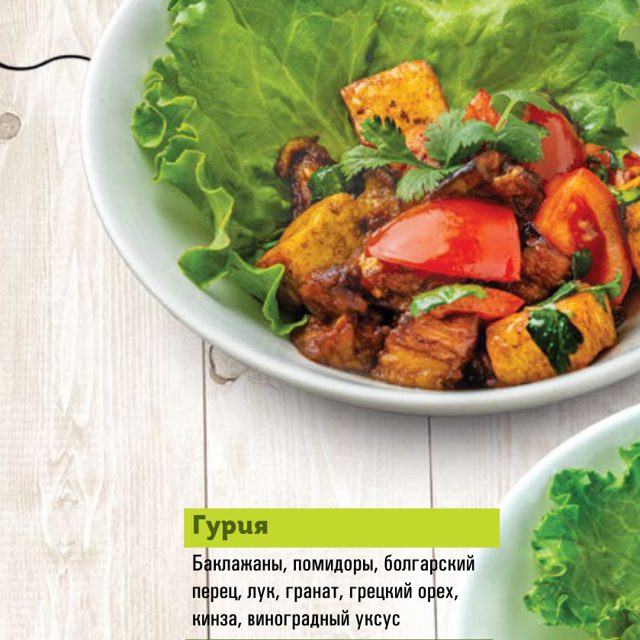 Гурия
Баклажаны, помидоры, болгарский
перец, лук, гранат, грецкий орех,
кинза, виноградный уксус